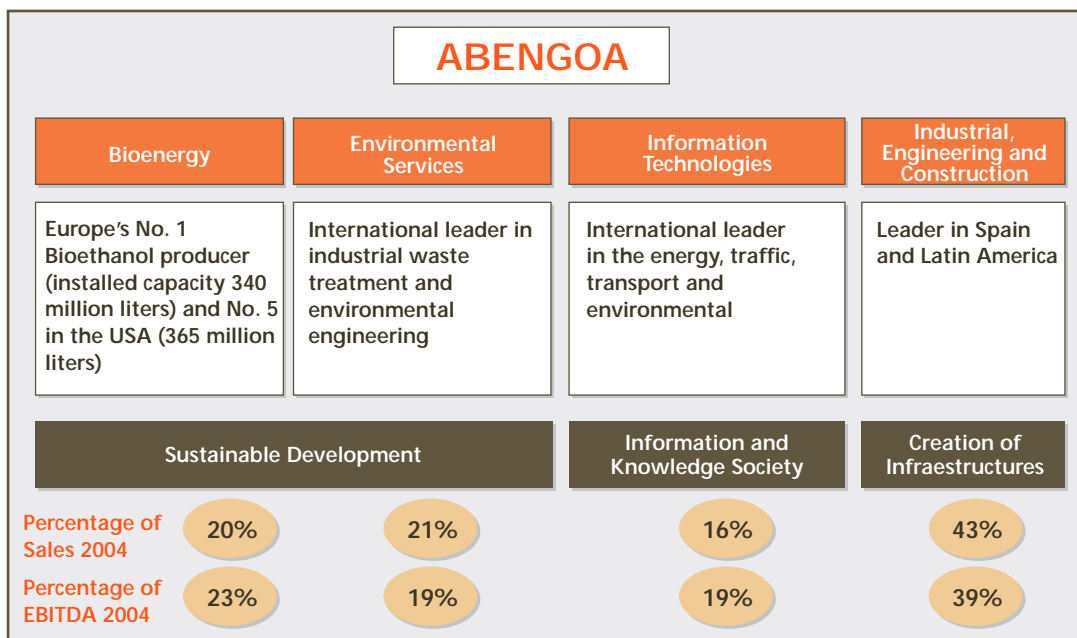 ABENGOA
Bioenergy
Environmental
Services
Information
Technologies
Industrial,
Engineering and
Construction
Europe's No. 1
Bioethanol producer
(installed capacity 340
million liters) and No. 5
in the USA (365 million
liters)
International leader in
industrial waste
treatment and
environmental
engineering
International leader
in the energy, traffic,
transport and
environmental
Leader in Spain
and Latin America
Sustainable Development
Information and
Knowledge Society
Creation of
Infraestructures
Percentage of
Sales 2004
20%
21%
16%
43%
Percentage of
EBITDA 2004
23%
19%
19%
39%